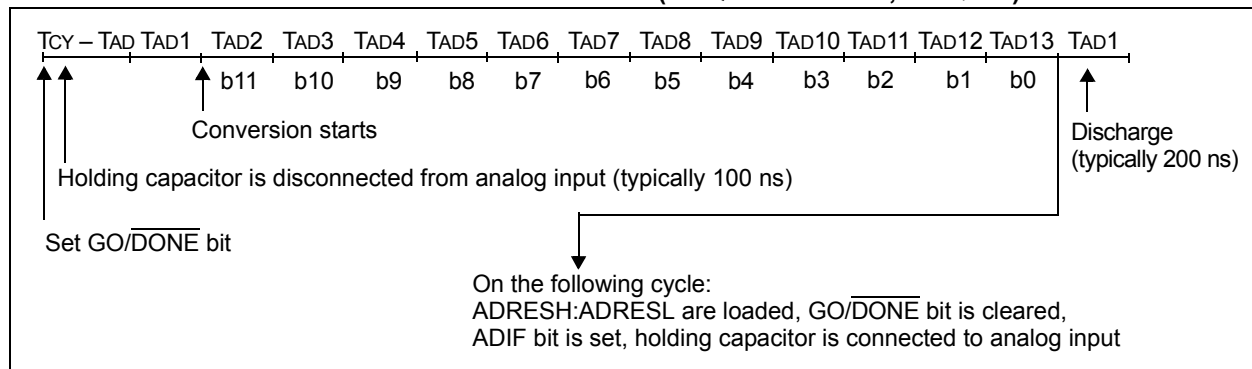 TCY – TAD TAD1 TAD2 TAD3 TAD4 TAD5 TAD6 TAD7 TAD8 TAD9 TAD10 TAD11 TAD12 TAD13 TAD1
b11 b10 b9 b8 b7 b6 b5 b4 b3 b2 b1 b0
Conversion starts
Discharge
(typically 200 ns)
Holding capacitor is disconnected from analog input (typically 100 ns)
Set GO/DONE bit
On the following cycle:
ADRESH:ADRESL are loaded, GO/DONE bit is cleared,
ADIF bit is set, holding capacitor is connected to analog input